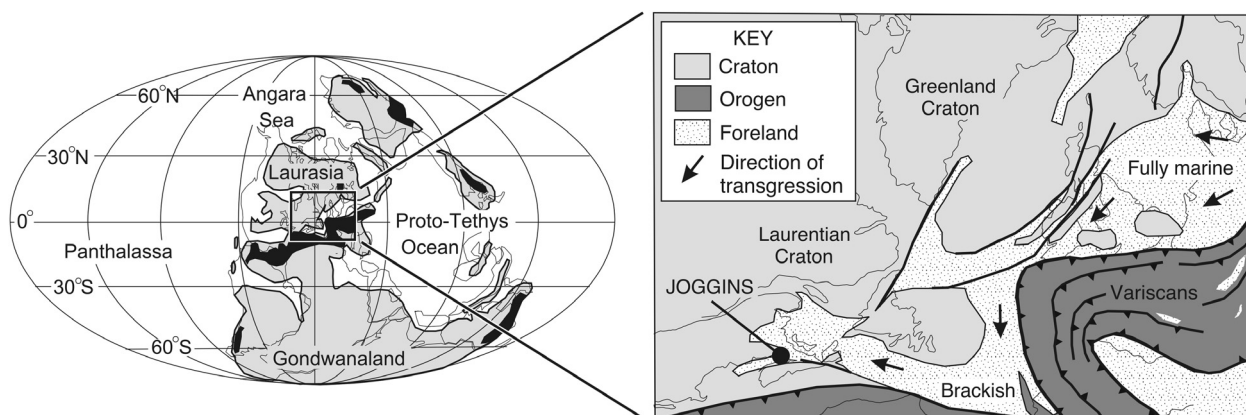 60°N
Angara
Sea
30°N
Laurasia
0°
Proto-Tethys
Ocean
Panthalassa
30°S
60°S
Gondwanaland
KEY
Craton
Orogen
Foreland
Direction of
transgression
Greenland
Craton
Fully marine
Laurentian
Craton
JOGGINS
Variscans
Brackish